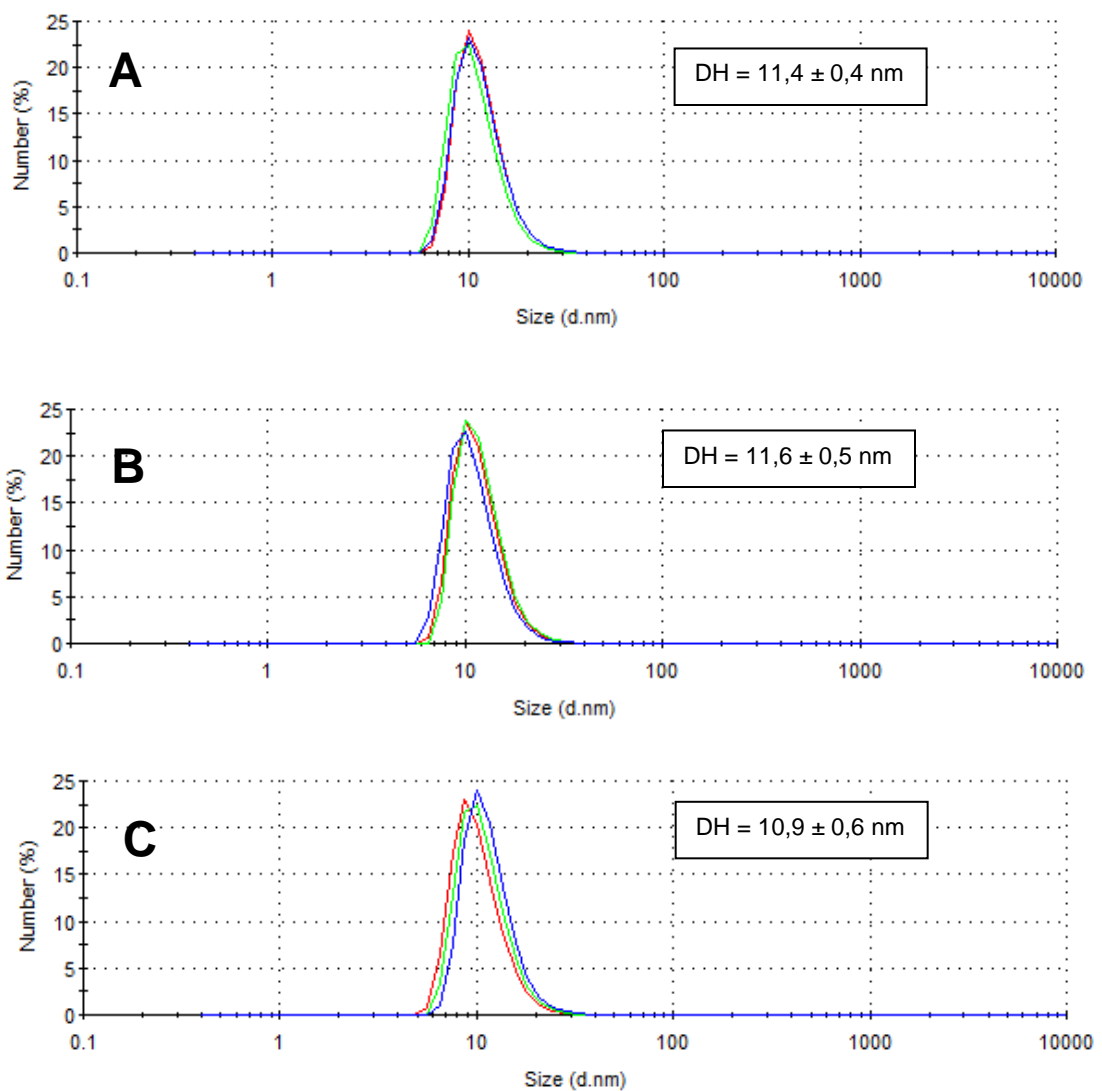 25
20
15
10
5
0
Number (%)
A
DH = 11,4 ± 0,4 nm
0.1 1 10 100 1000 10000
Size (d.nm)
25
20
15
10
5
0
Number (%)
B
DH = 11,6 ± 0,5 nm
0.1 1 10 100 1000 10000
Size (d.nm)
25
20
15
10
5
0
Number (%)
C
DH = 10,9 ± 0,6 nm
0.1 1 10 100 1000 10000
Size (d.nm)